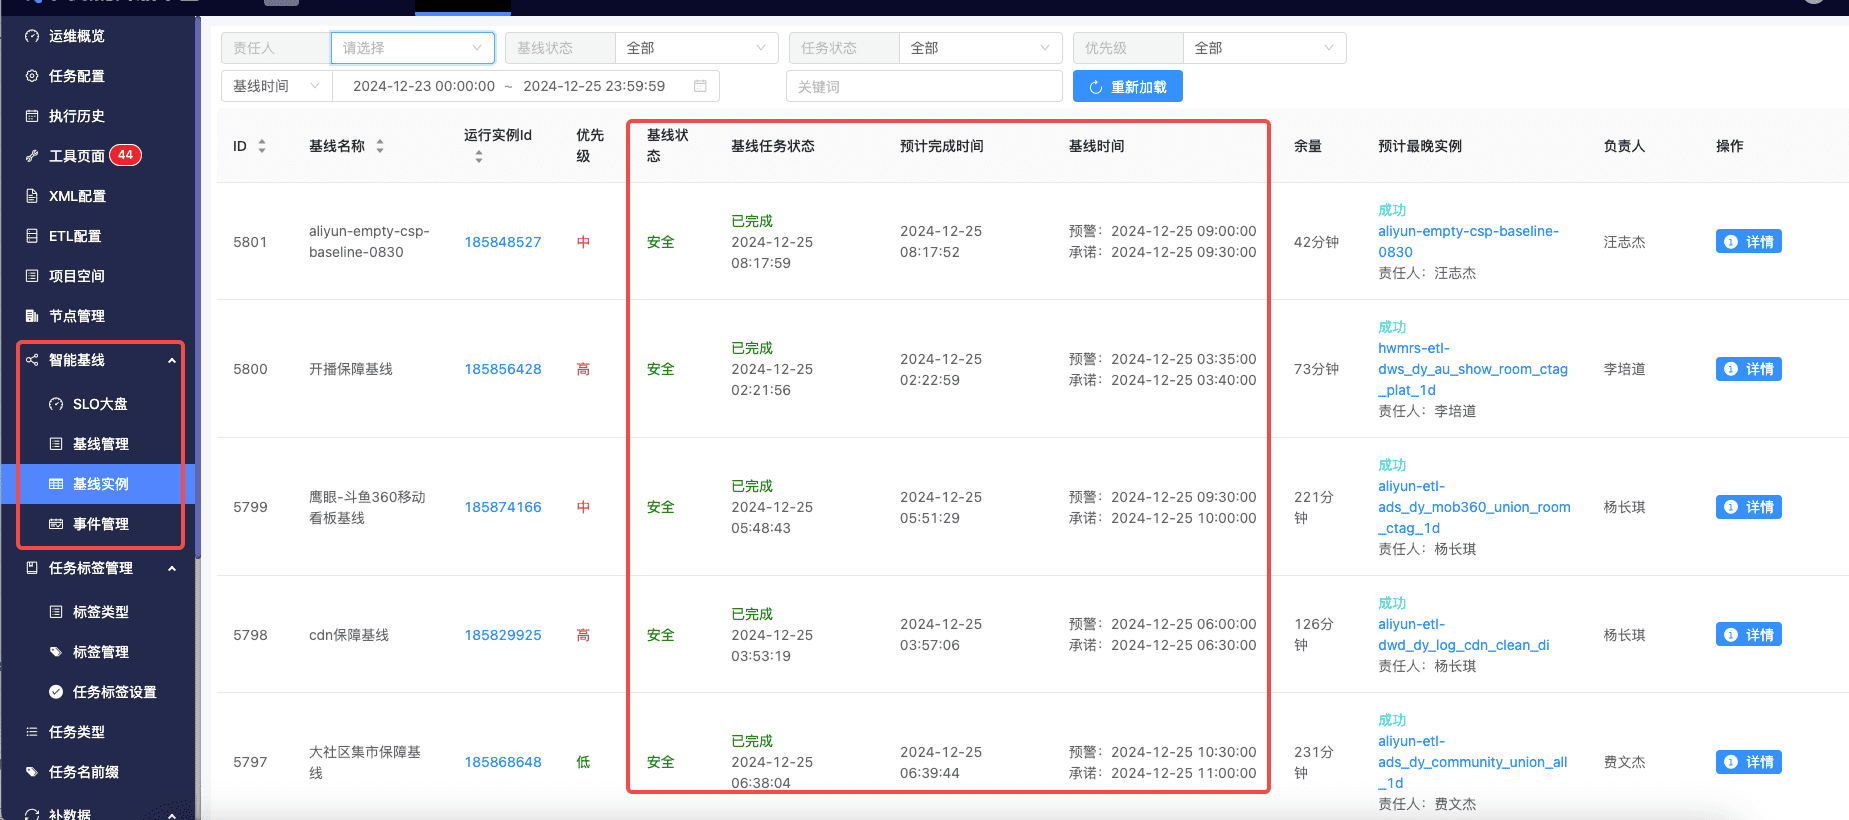 运维概览
任务配置
执行历史
工具页面 44
XML配置
ETL配置
项目空间
节点管理
智能基线
SLO大盘
基线管理
基线实例
事件管理
任务标签管理
标签类型
标签管理
任务标签设置
任务类型
任务名前缀
补数据
责任人 请选择 基线状态 全部 任务状态 全部 优先级 全部
基线时间 2024-12-23 00:00:00 ~ 2024-12-25 23:59:59 关键词 重新加载
ID 基线名称 运行实例Id 优先级 基线状态 基线任务状态 预计完成时间 基线时间 余量 预计最晚实例 负责人 操作
5801
aliyun-empty-csp-
baseline-0830
185848527
中
安全
已完成
2024-12-25
08:17:59
2024-12-25
08:17:52
预警：2024-12-25 09:00:00
承诺：2024-12-25 09:30:00
42分钟
成功
aliyun-empty-csp-baseline-
0830
责任人：汪志杰
汪志杰
详情
5800
开播保障基线
185856428
高
安全
已完成
2024-12-25
02:21:56
2024-12-25
02:22:59
预警：2024-12-25 03:35:00
承诺：2024-12-25 03:40:00
73分钟
成功
hwmrs-etl-
dws_dy_au_show_room_ctag
_plat_1d
责任人：李培道
李培道
详情
5799
鹰眼-斗鱼360移动
看板基线
185874166
中
安全
已完成
2024-12-25
05:48:43
2024-12-25
05:51:29
预警：2024-12-25 09:30:00
承诺：2024-12-25 10:00:00
221分
钟
成功
aliyun-etl-
ads_dy_mob360_union_room
_ctag_1d
责任人：杨长琪
杨长琪
详情
5798
cdn保障基线
185829925
高
安全
已完成
2024-12-25
03:53:19
2024-12-25
03:57:06
预警：2024-12-25 06:00:00
承诺：2024-12-25 06:30:00
126分
钟
成功
aliyun-etl-
dwd_dy_log_cdn_clean_di
责任人：杨长琪
杨长琪
详情
5797
大社区集市保障基
线
185868648
低
安全
已完成
2024-12-25
06:38:04
2024-12-25
06:39:44
预警：2024-12-25 10:30:00
承诺：2024-12-25 11:00:00
231分
钟
成功
aliyun-etl-
ads_dy_community_union_all
_1d
责任人：费文杰
费文杰
详情